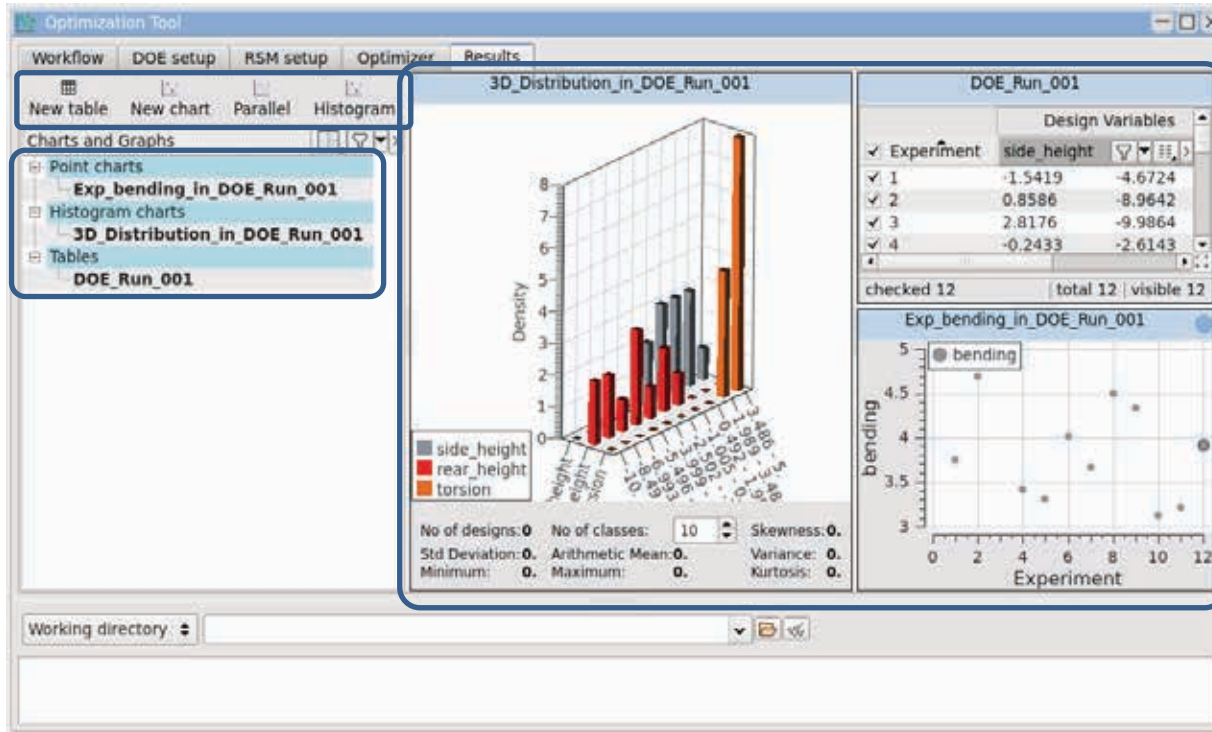 Optimization Tool
Workflow DOE setup RSM setup Optimizer Results
New table New chart Parallel Histogram
Charts and Graphs
Point charts
Exp_bending_in_DOE_Run_001
Histogram charts
3D_Distribution_in_DOE_Run_001
Tables
DOE_Run_001
3D_Distribution_in_DOE_Run_001
8
7
6
5
4
3
2
1
0
Density
side_height
rear_height
torsion
No of designs: 0 No of classes: 10 Skewness: 0.
Std Deviation: 0. Arithmetic Mean: 0. Variance: 0.
Minimum: 0. Maximum: 0. Kurtosis: 0.
DOE_Run_001
Design Variables
Experiment side_height
1 -1.5419 -4.6724
2 0.8586 -8.9642
3 2.8176 -9.9864
4 -0.2433 -2.6143
checked 12 total 12 visible 12
Exp_bending_in_DOE_Run_001
bending
5
4.5
4
3.5
3
bending
0 2 4 6 8 10 12
Experiment
Working directory